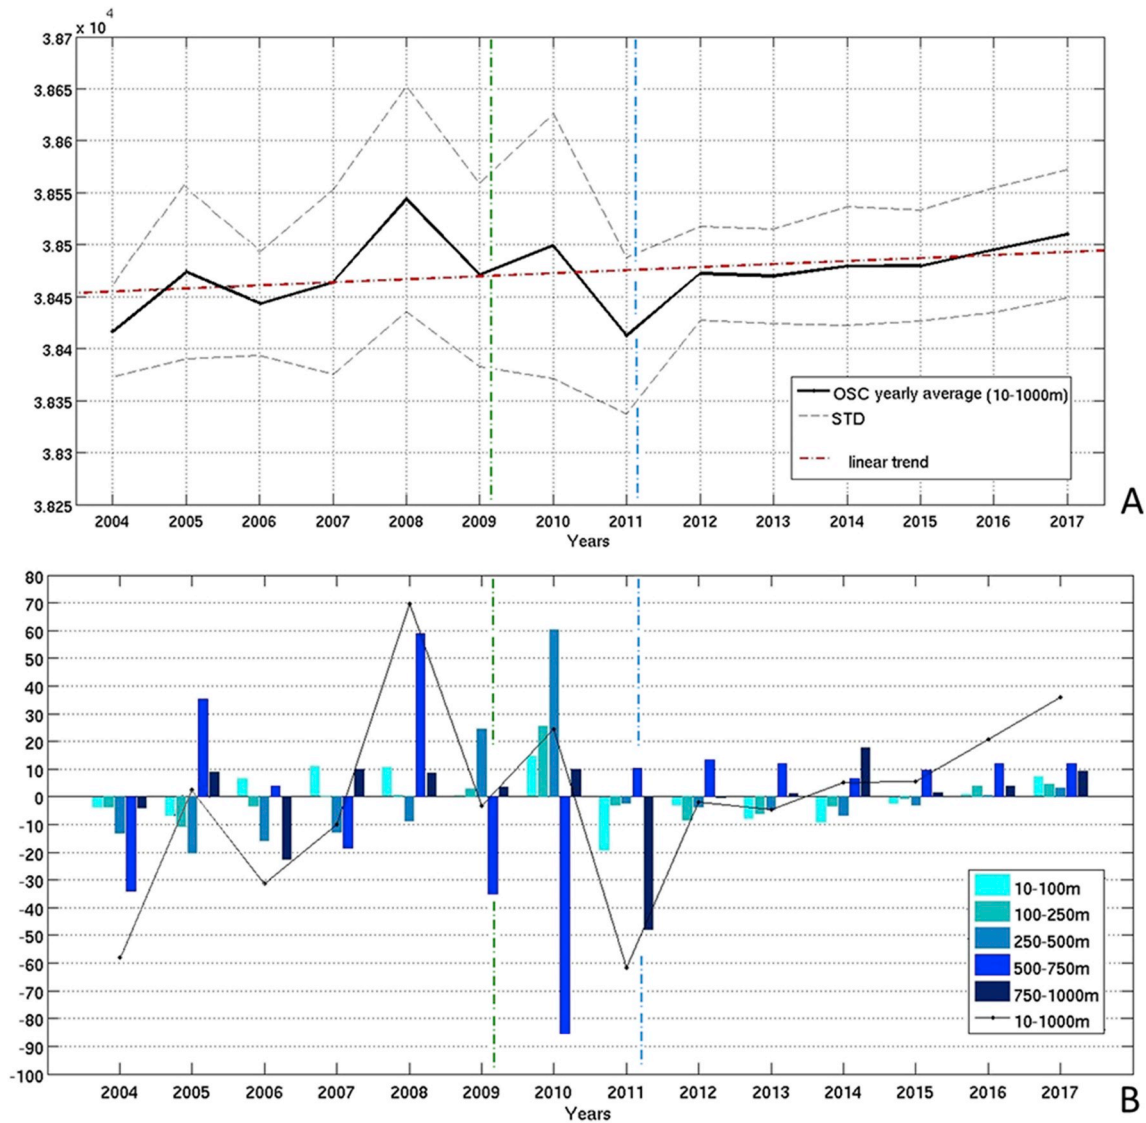 x 10 4
3.87
3.865
3.86
3.855
3.85
3.845
3.84
3.835
3.83
3.825
OSC yearly average (10-1000m)
STD
linear trend
2004 2005 2006 2007 2008 2009 2010 2011 2012 2013 2014 2015 2016 2017
Years
A
80
70
60
50
40
30
20
10
0
-10
-20
-30
-40
-50
-60
-70
-80
-90
-100
10-100m
100-250m
250-500m
500-750m
750-1000m
10-1000m
2004 2005 2006 2007 2008 2009 2010 2011 2012 2013 2014 2015 2016 2017
Years
B